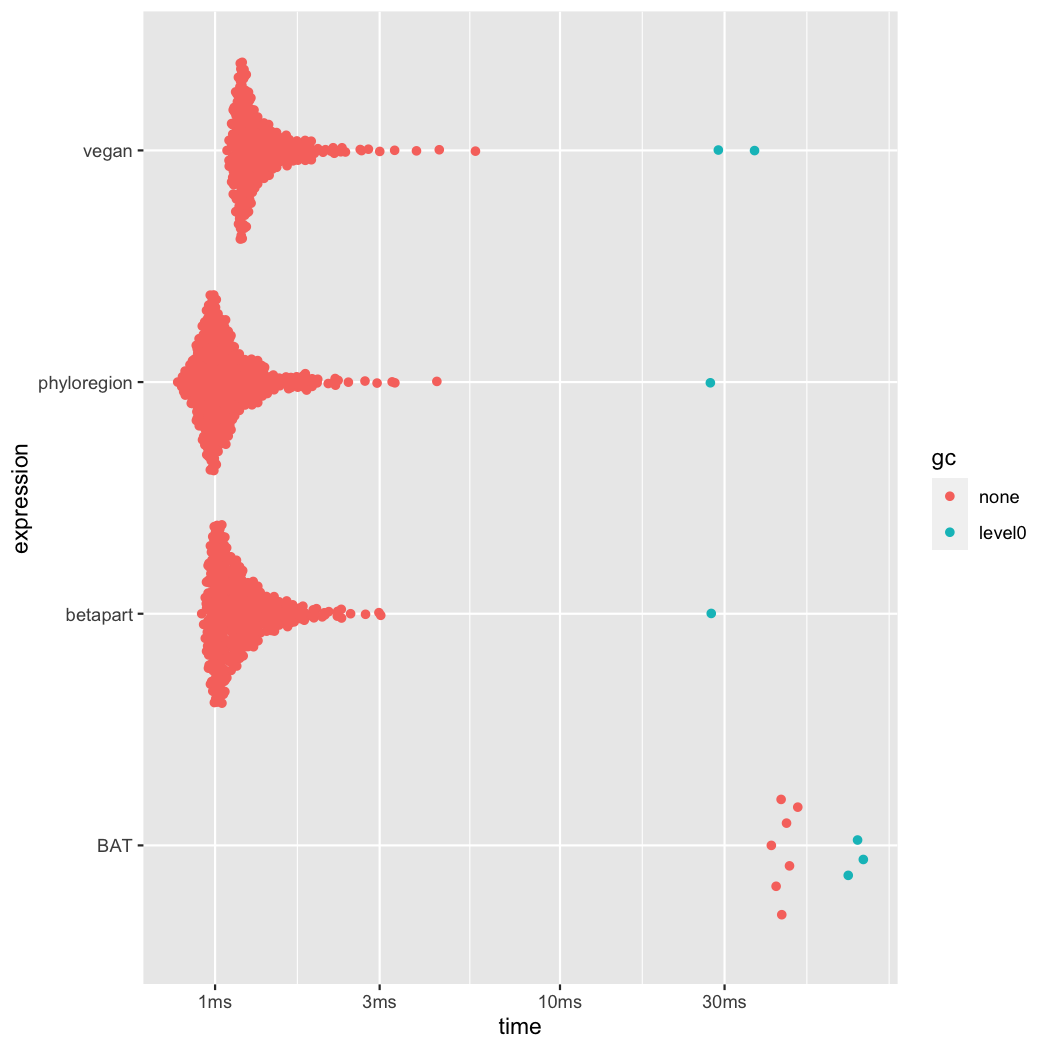 vegan
phyloregion
betapart
BAT
expression
1ms
3ms
10ms
30ms
time
gc
none
level0